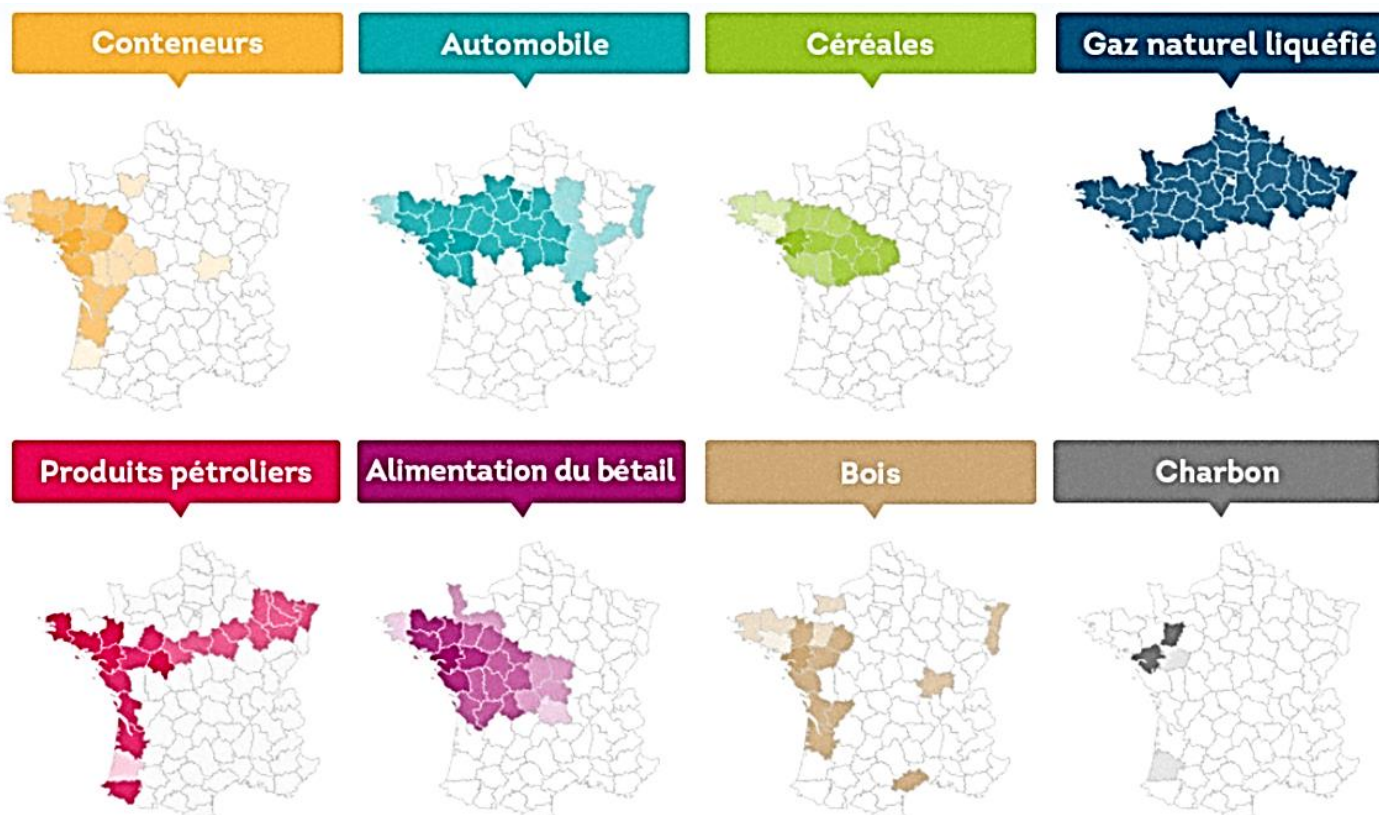 Conteneurs
Automobile
Céréales
Gaz naturel liquéfié
Produits pétroliers
Alimentation du bétail
Bois
Charbon